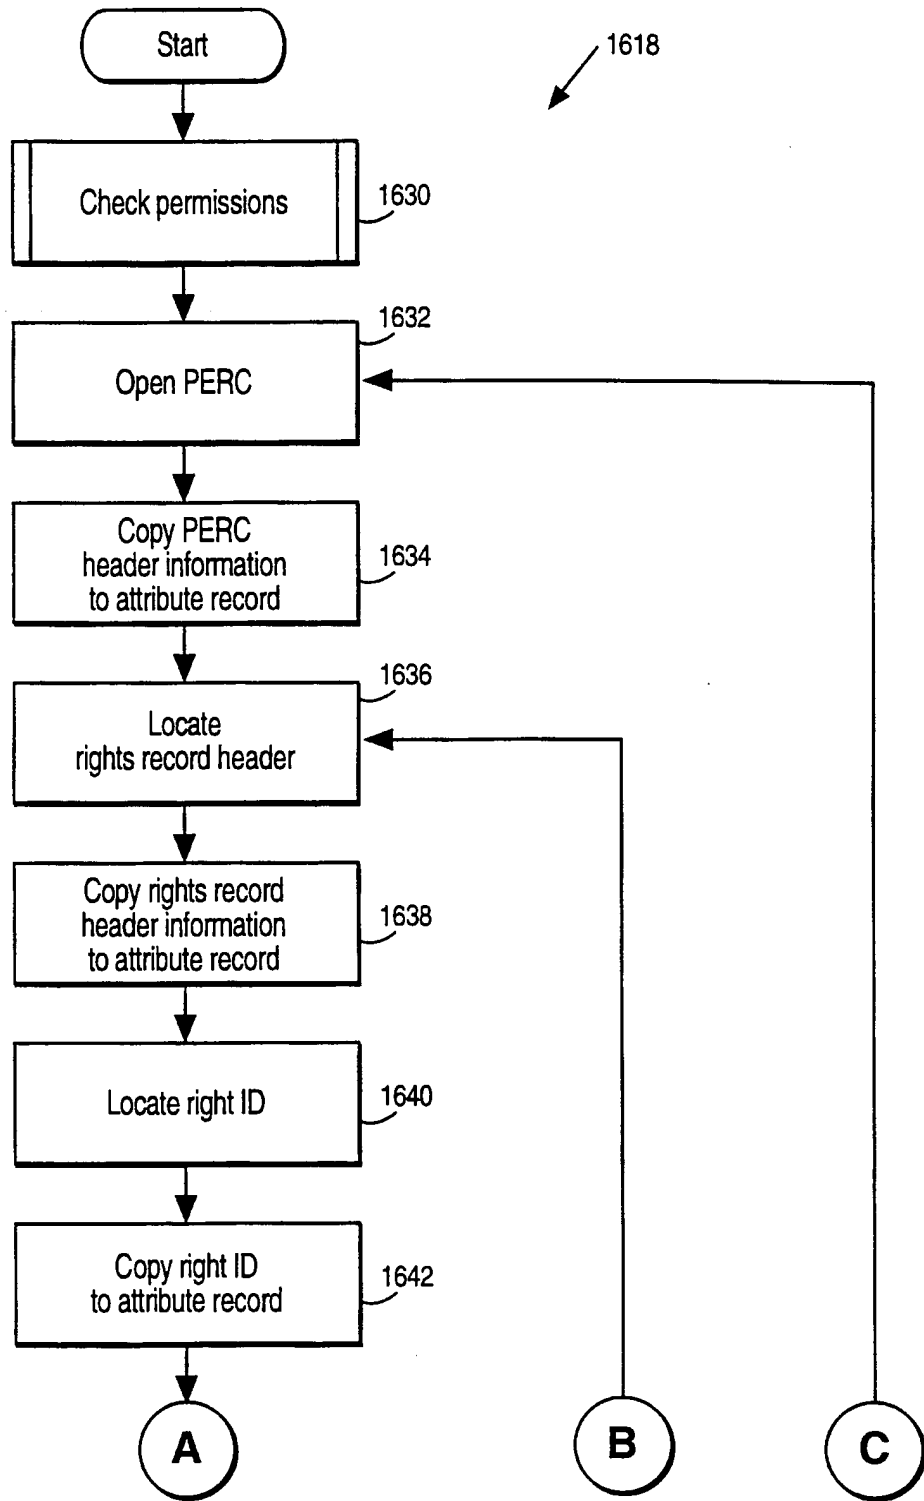 Start
1618
Check permissions
1630
1632
Open PERC
Copy PERC
header information
to attribute record
1634
1636
Locate
rights record header
Copy rights record
header information
to attribute record
1638
Locate right ID
1640
Copy right ID
to attribute record
1642
A
B
C